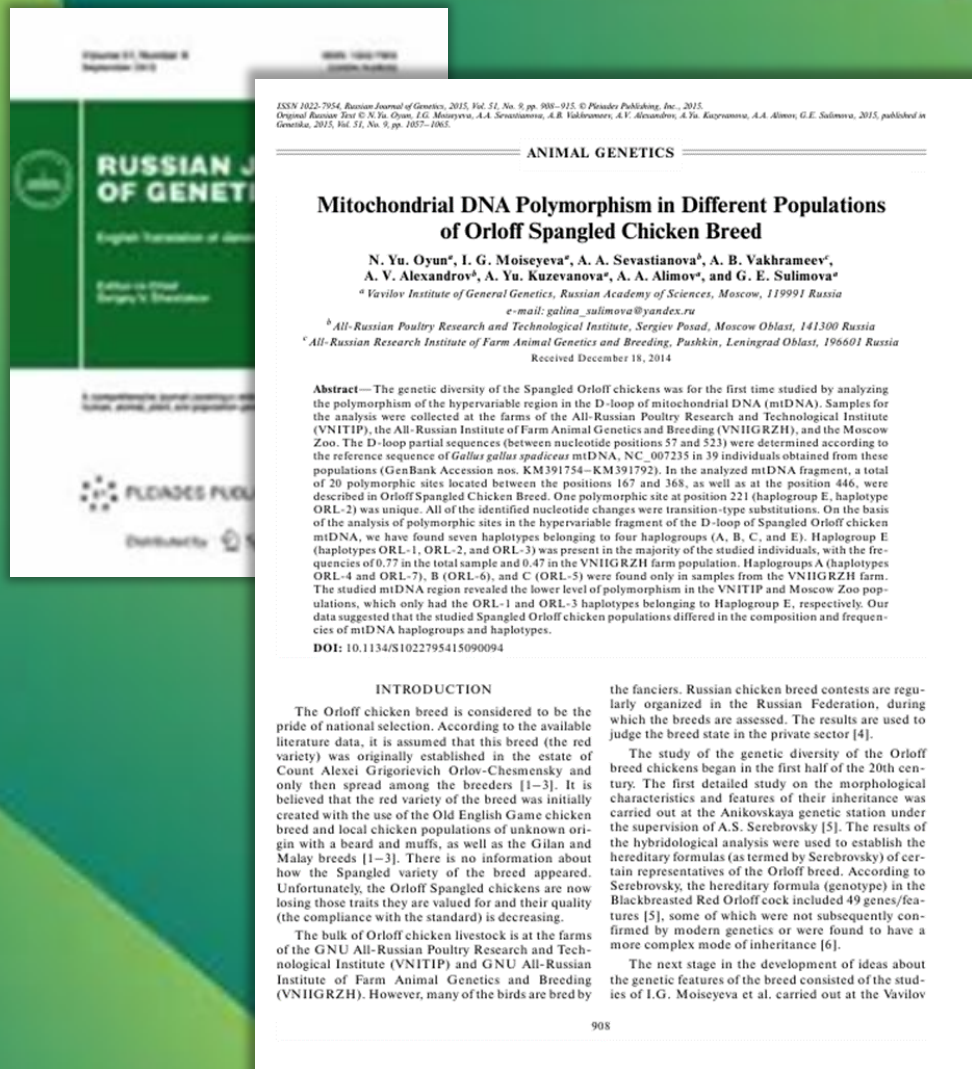 Volume 51, Number 9
September 2015
RUSSIAN J
OF GENETI
PLEIADES PUBL
Distributed by
ISSN 1022-7954, Russian Journal of Genetics, 2015, Vol. 51, No. 9, pp. 908–915. © Pleiades Publishing, Inc., 2015.
Original Russian Text © N.Yu. Oyun, I.G. Moiseyeva, A.A. Sevastianova, A.B. Vakhrameev, A.V. Alexandrov, A.Yu. Kuzevanova, A.A. Alimov, G.E. Sulimova, 2015, published in
Genetika, 2015, Vol. 51, No. 9, pp. 1057–1065.
ANIMAL GENETICS
Mitochondrial DNA Polymorphism in Different Populations
of Orloff Spangled Chicken Breed
N. Yu. Oyunᵃ, I. G. Moiseyevaᵃ, A. A. Sevastianovaᵇ, A. B. Vakhrameevᶜ,
A. V. Alexandrovᵇ, A. Yu. Kuzevanovaᵃ, A. A. Alimovᵃ, and G. E. Sulimovaᵃ
ᵃ Vavilov Institute of General Genetics, Russian Academy of Sciences, Moscow, 119991 Russia
e-mail: galina_sulimova@yandex.ru
ᵇ All-Russian Poultry Research and Technological Institute, Sergiev Posad, Moscow Oblast, 141300 Russia
ᶜ All-Russian Research Institute of Farm Animal Genetics and Breeding, Pushkin, Leningrad Oblast, 196601 Russia
Received December 18, 2014
Abstract—The genetic diversity of the Spangled Orloff chickens was for the first time studied by analyzing
the polymorphism of the hypervariable region in the D-loop of mitochondrial DNA (mtDNA). Samples for
the analysis were collected at the farms of the All-Russian Poultry Research and Technological Institute
(VNITIP), the All-Russian Institute of Farm Animal Genetics and Breeding (VNIIGRZH), and the Moscow
Zoo. The D-loop partial sequences (between nucleotide positions 57 and 523) were determined according to
the reference sequence of Gallus gallus spadiceus mtDNA, NC_007235 in 39 individuals obtained from these
populations (GenBank Accession nos. KM391754–KM391792). In the analyzed mtDNA fragment, a total
of 20 polymorphic sites located between the positions 167 and 368, as well as at the position 446, were
described in Orloff Spangled Chicken Breed. One polymorphic site at position 221 (haplogroup E, haplotype
ORL-2) was unique. All of the identified nucleotide changes were transition-type substitutions. On the basis
of the analysis of polymorphic sites in the hypervariable fragment of the D-loop of Spangled Orloff chicken
mtDNA, we have found seven haplotypes belonging to four haplogroups (A, B, C, and E). Haplogroup E
(haplotypes ORL-1, ORL-2, and ORL-3) was present in the majority of the studied individuals, with the fre-
quencies of 0.77 in the total sample and 0.47 in the VNIIGRZH farm population. Haplogroups A (haplotypes
ORL-4 and ORL-7), B (ORL-6), and C (ORL-5) were found only in samples from the VNIIGRZH farm.
The studied mtDNA region revealed the lower level of polymorphism in the VNITIP and Moscow Zoo pop-
ulations, which only had the ORL-1 and ORL-3 haplotypes belonging to Haplogroup E, respectively. Our
data suggested that the studied Spangled Orloff chicken populations differed in the composition and frequen-
cies of mtDNA haplogroups and haplotypes.
DOI: 10.1134/S1022795415090094
INTRODUCTION
The Orloff chicken breed is considered to be the
pride of national selection. According to the available
literature data, it is assumed that this breed (the red
variety) was originally established in the estate of
Count Alexei Grigorievich Orlov-Chesmensky and
only then spread among the breeders [1–3]. It is
believed that the red variety of the breed was initially
created with the use of the Old English Game chicken
breed and local chicken populations of unknown ori-
gin with a beard and muffs, as well as the Gilan and
Malay breeds [1–3]. There is no information about
how the Spangled variety of the breed appeared.
Unfortunately, the Orloff Spangled chickens are now
losing those traits they are valued for and their quality
(the compliance with the standard) is decreasing.
The bulk of Orloff chicken livestock is at the farms
of the GNU All-Russian Poultry Research and Tech-
nological Institute (VNITIP) and GNU All-Russian
Institute of Farm Animal Genetics and Breeding
(VNIIGRZH). However, many of the birds are bred by
the fanciers. Russian chicken breed contests are regu-
larly organized in the Russian Federation, during
which the breeds are assessed. The results are used to
judge the breed state in the private sector [4].
The study of the genetic diversity of the Orloff
breed chickens began in the first half of the 20th cen-
tury. The first detailed study on the morphological
characteristics and features of their inheritance was
carried out at the Anikovskaya genetic station under
the supervision of A.S. Serebrovsky [5]. The results of
the hybridological analysis were used to establish the
hereditary formulas (as termed by Serebrovsky) of cer-
tain representatives of the Orloff breed. According to
Serebrovsky, the hereditary formula (genotype) in the
Blackbreasted Red Orloff cock included 49 genes/fea-
tures [5], some of which were not subsequently con-
firmed by modern genetics or were found to have a
more complex mode of inheritance [6].
The next stage in the development of ideas about
the genetic features of the breed consisted of the stud-
ies of I.G. Moiseyeva et al. carried out at the Vavilov
908